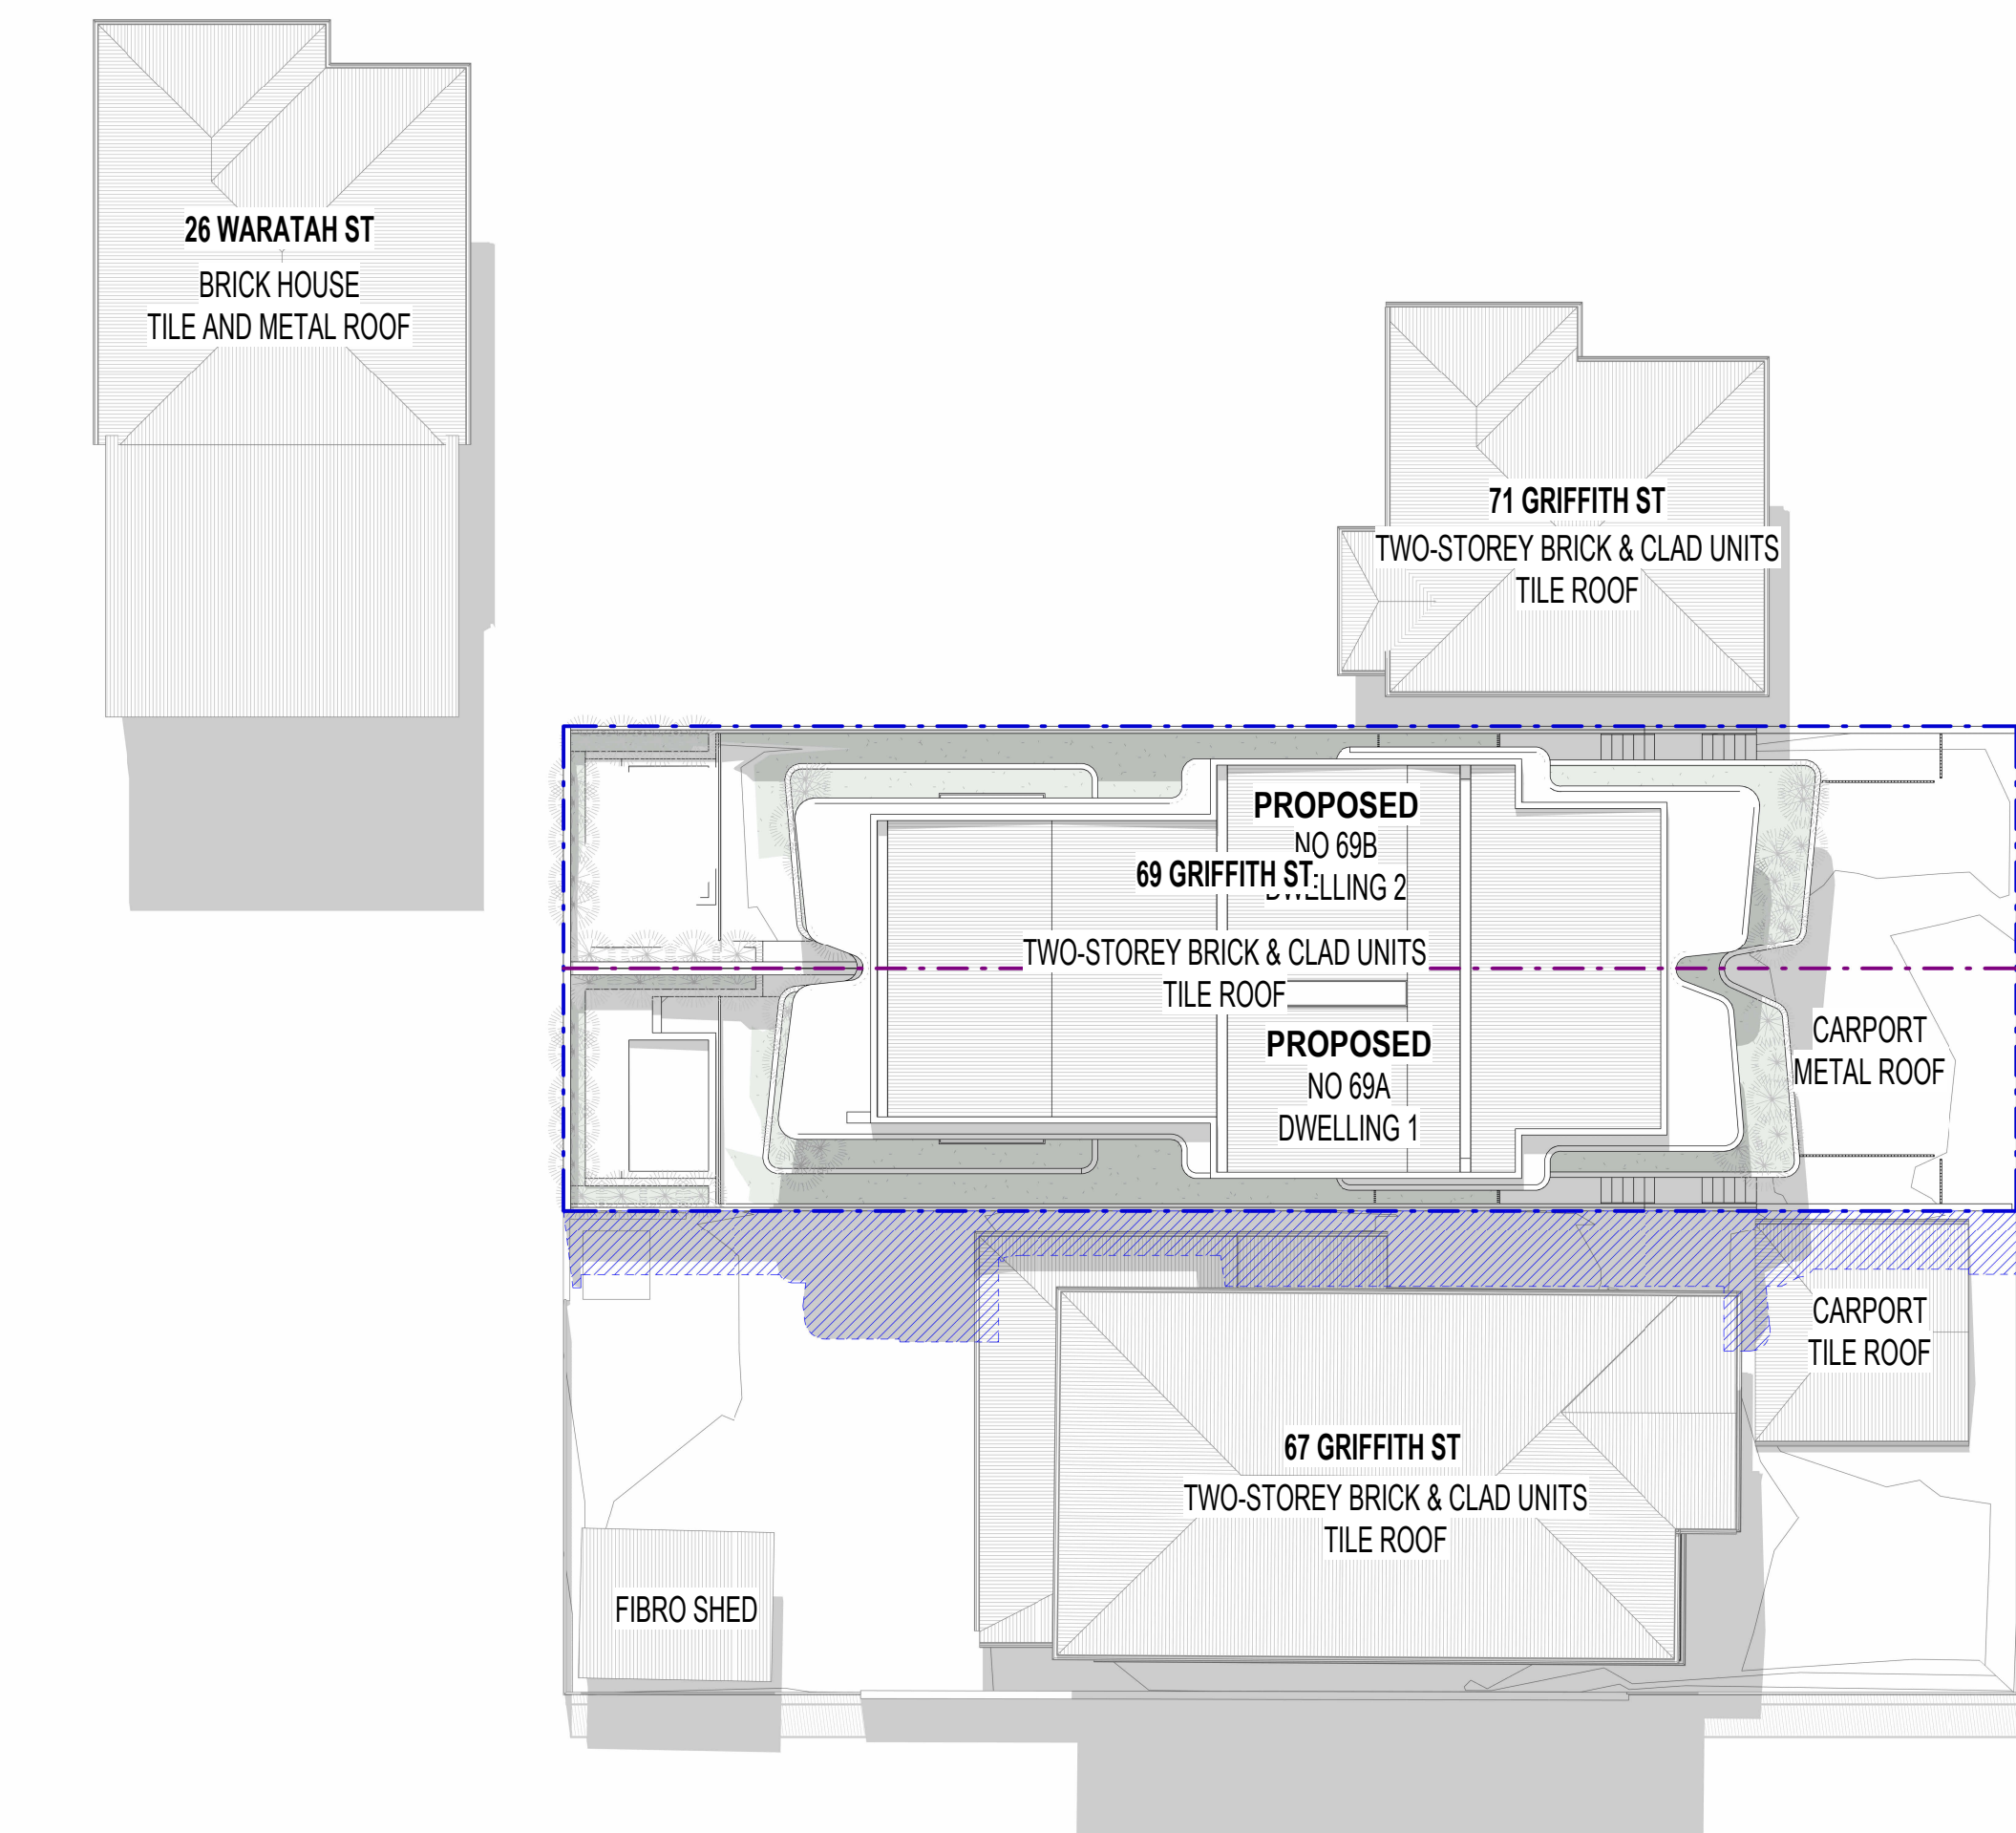 26 WARATAH ST
BRICK HOUSE
TILE AND METAL ROOF
71 GRIFFITH ST
TWO-STOREY BRICK & CLAD UNITS
TILE ROOF
PROPOSED
NO 69B
DWELLING 2
69 GRIFFITH ST
TWO-STOREY BRICK & CLAD UNITS
TILE ROOF
PROPOSED
NO 69A
DWELLING 1
CARPORT
METAL ROOF
CARPORT
TILE ROOF
67 GRIFFITH ST
TWO-STOREY BRICK & CLAD UNITS
TILE ROOF
FIBRO SHED